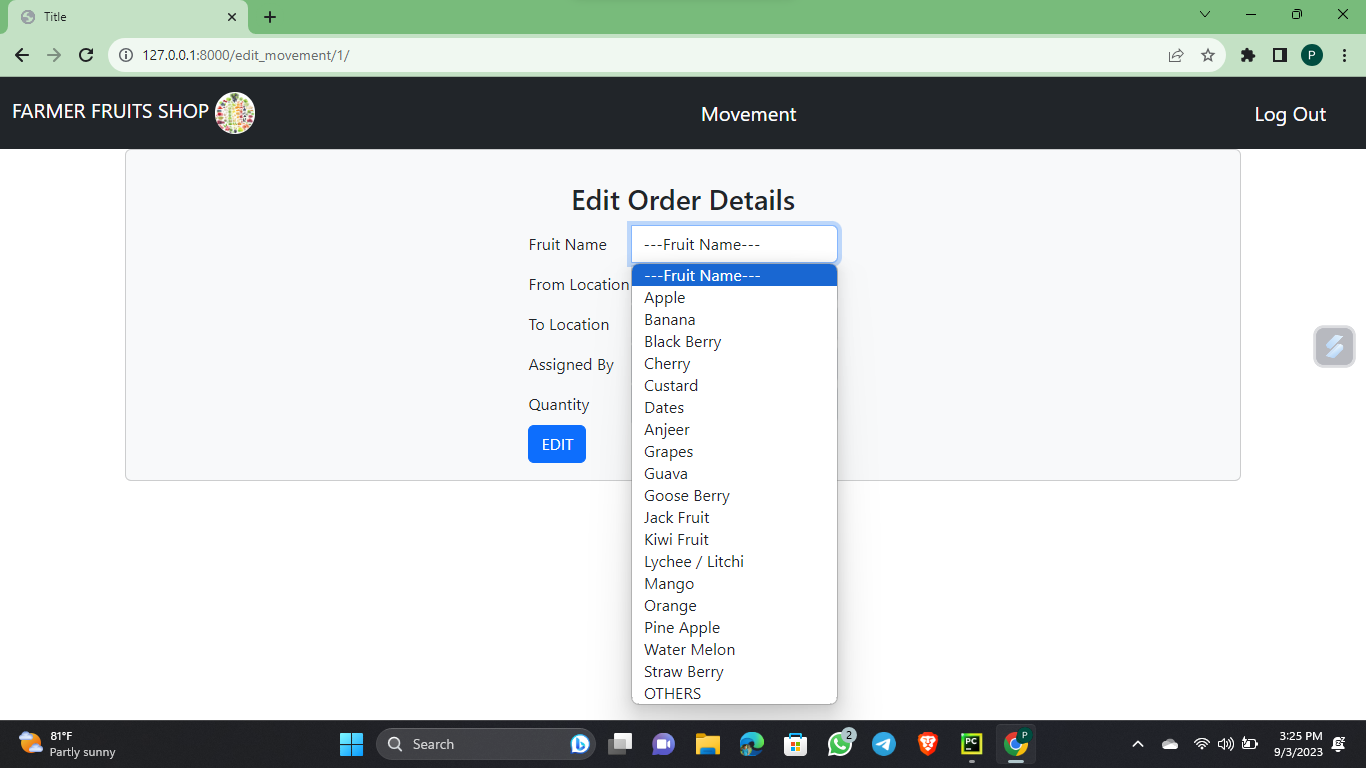 Title
127.0.0.1:8000/edit_movement/1/
P
FARMER FRUITS SHOP
Movement
Log Out
Edit Order Details
Fruit Name
---Fruit Name---
From Location
To Location
Assigned By
Quantity
EDIT
---Fruit Name---
Apple
Banana
Black Berry
Cherry
Custard
Dates
Anjeer
Grapes
Guava
Goose Berry
Jack Fruit
Kiwi Fruit
Lychee / Litchi
Mango
Orange
Pine Apple
Water Melon
Straw Berry
OTHERS
81°F
Partly sunny
Search
2
PC
P
3:25 PM
9/3/2023